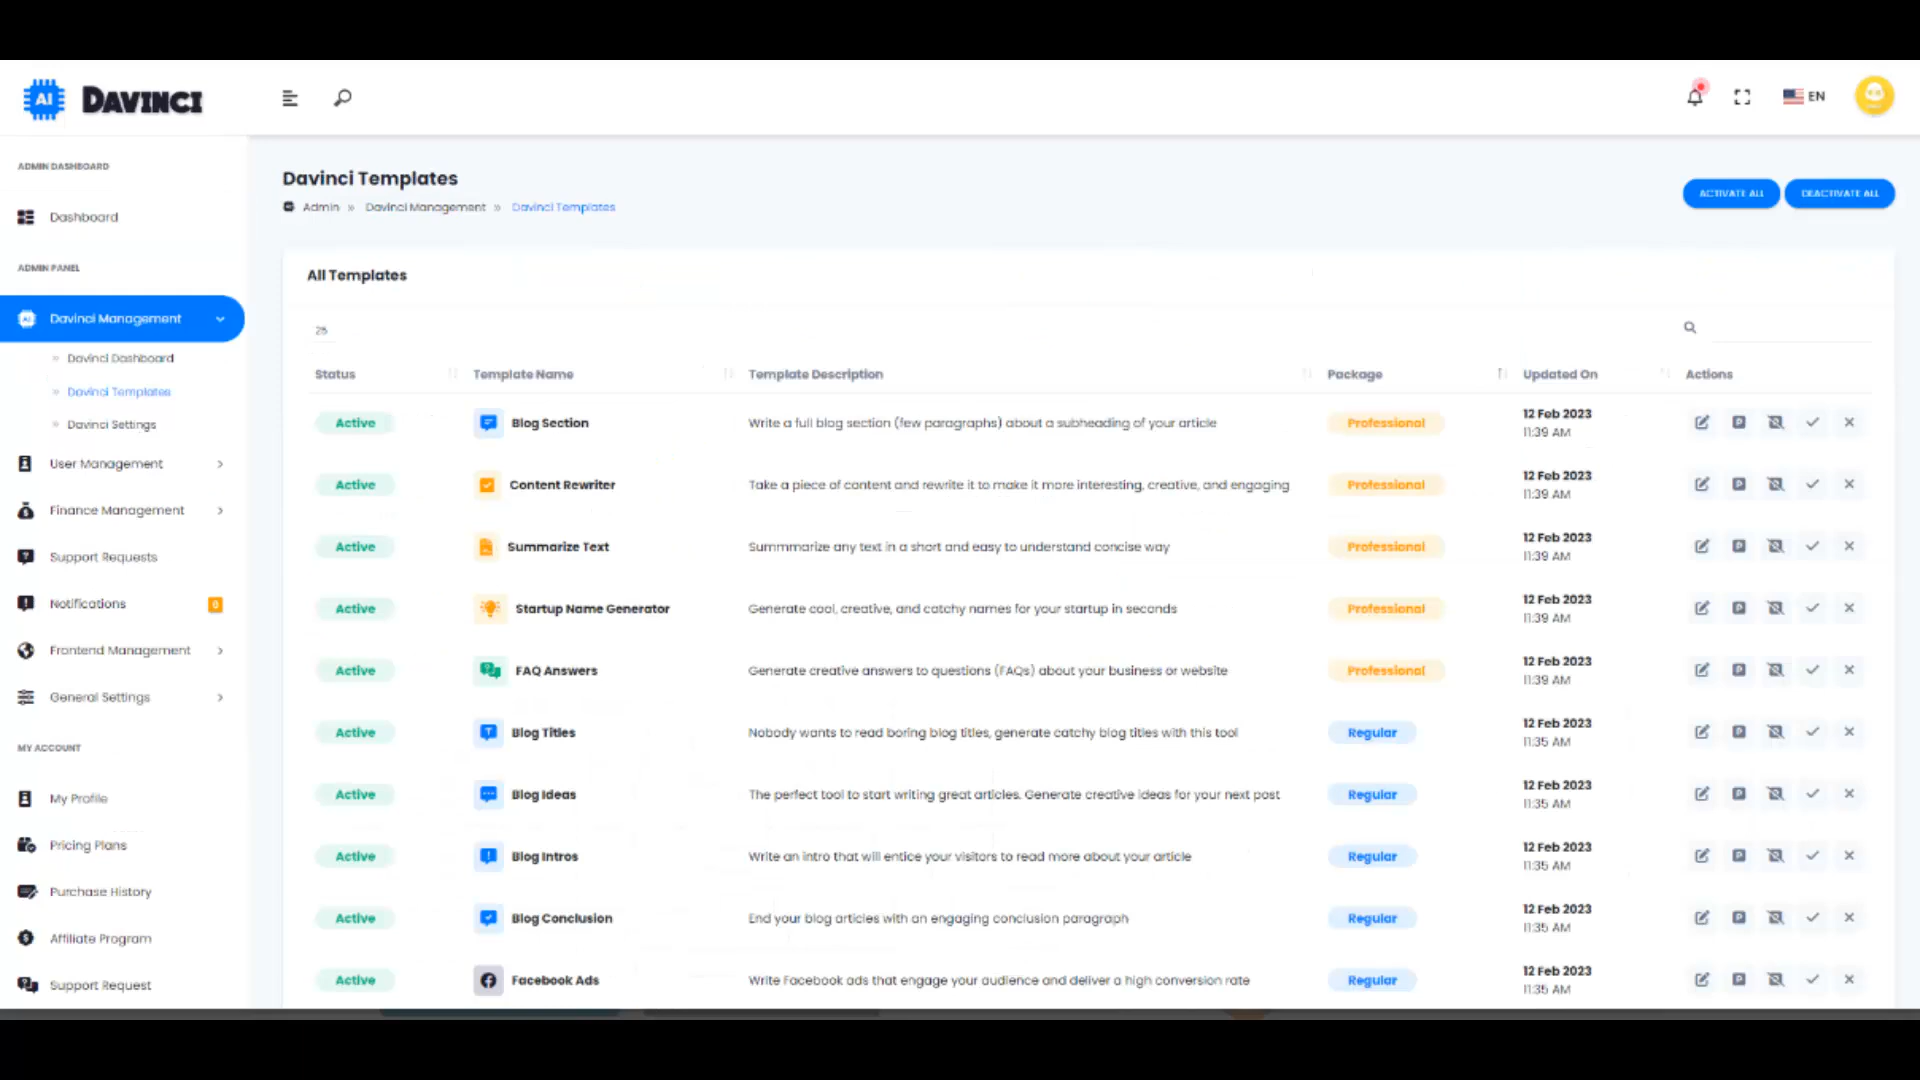 AI DAVINCI
EN
ADMIN DASHBOARD
Dashboard
ADMIN PANEL
Davinci Management
Davinci Dashboard
Davinci Templates
Davinci Settings
User Management
Finance Management
Support Requests
Notifications 0
Frontend Management
General Settings
MY ACCOUNT
My Profile
Pricing Plans
Purchase History
Affiliate Program
Support Request
Davinci Templates
Admin » Davinci Management » Davinci Templates
ACTIVATE ALL DEACTIVATE ALL
All Templates
25
Status Template Name Template Description Package Updated On Actions
Active Blog Section Write a full blog section (few paragraphs) about a subheading of your article Professional 12 Feb 2023
11:39 AM
Active Content Rewriter Take a piece of content and rewrite it to make it more interesting, creative, and engaging Professional 12 Feb 2023
11:39 AM
Active Summarize Text Summmarize any text in a short and easy to understand concise way Professional 12 Feb 2023
11:39 AM
Active Startup Name Generator Generate cool, creative, and catchy names for your startup in seconds Professional 12 Feb 2023
11:39 AM
Active FAQ Answers Generate creative answers to questions (FAQs) about your business or website Professional 12 Feb 2023
11:39 AM
Active Blog Titles Nobody wants to read boring blog titles, generate catchy blog titles with this tool Regular 12 Feb 2023
11:35 AM
Active Blog Ideas The perfect tool to start writing great articles. Generate creative ideas for your next post Regular 12 Feb 2023
11:35 AM
Active Blog Intros Write an intro that will entice your visitors to read more about your article Regular 12 Feb 2023
11:35 AM
Active Blog Conclusion End your blog articles with an engaging conclusion paragraph Regular 12 Feb 2023
11:35 AM
Active Facebook Ads Write Facebook ads that engage your audience and deliver a high conversion rate Regular 12 Feb 2023
11:35 AM